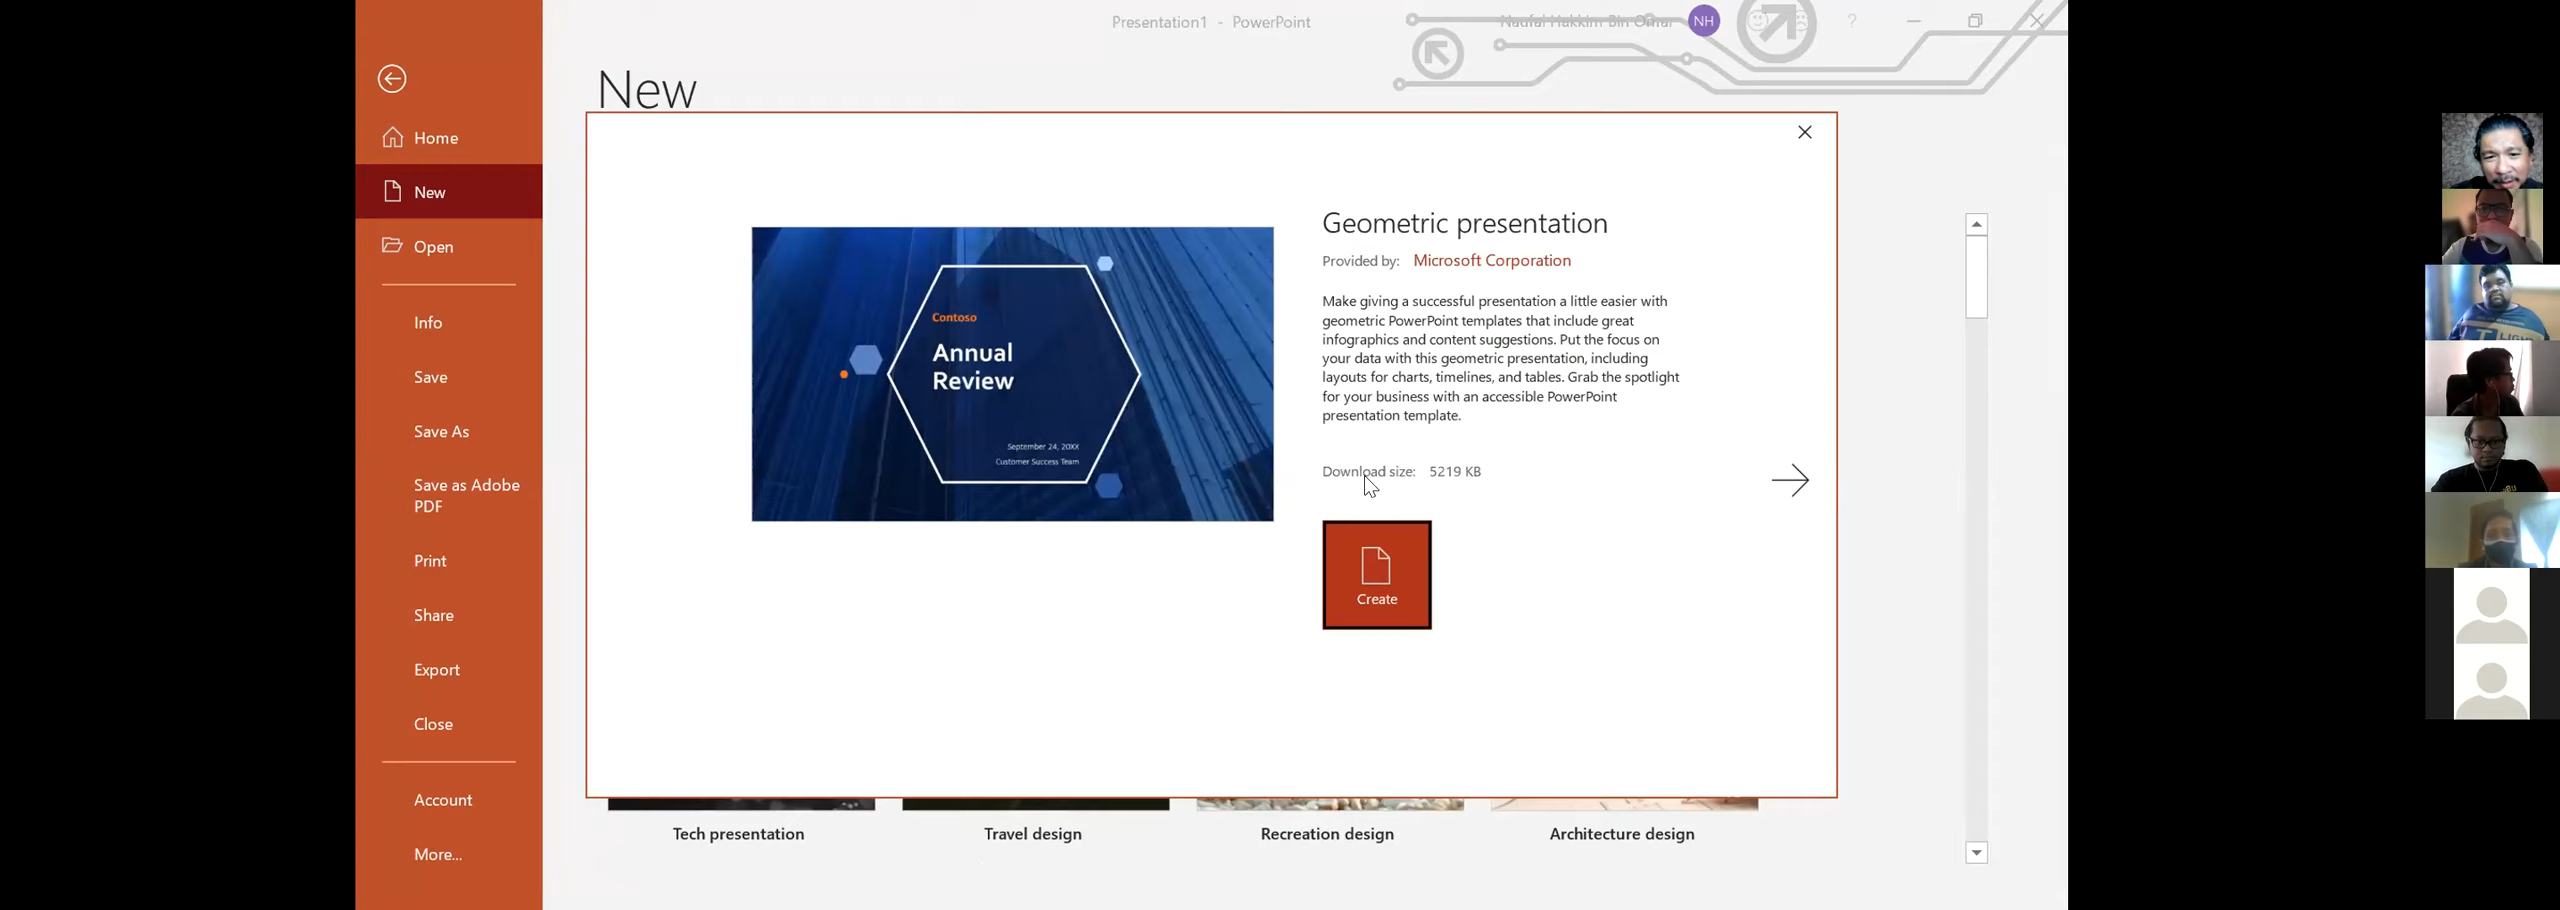 Presentation1 - PowerPoint
Naufal Hakkim Bin Omar
NH
?
New
Home
New
Open
Info
Save
Save As
Save as Adobe
PDF
Print
Share
Export
Close
Account
More...
Contoso
Annual
Review
September 24, 20XX
Customer Success Team
Geometric presentation
Provided by: Microsoft Corporation
Make giving a successful presentation a little easier with
geometric PowerPoint templates that include great
infographics and content suggestions. Put the focus on
your data with this geometric presentation, including
layouts for charts, timelines, and tables. Grab the spotlight
for your business with an accessible PowerPoint
presentation template.
Download size: 5219 KB
Create
Tech presentation
Travel design
Recreation design
Architecture design